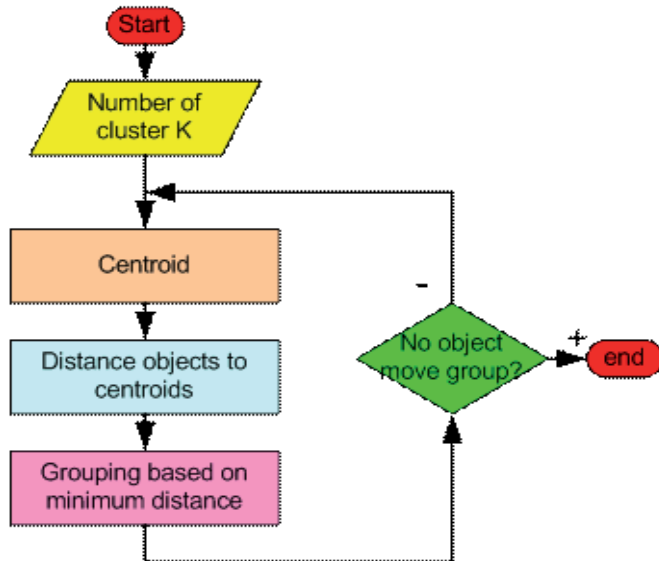 Start
Number of
cluster K
Centroid
-
No object
move group?
+
end
Distance objects to
centroids
Grouping based on
minimum distance